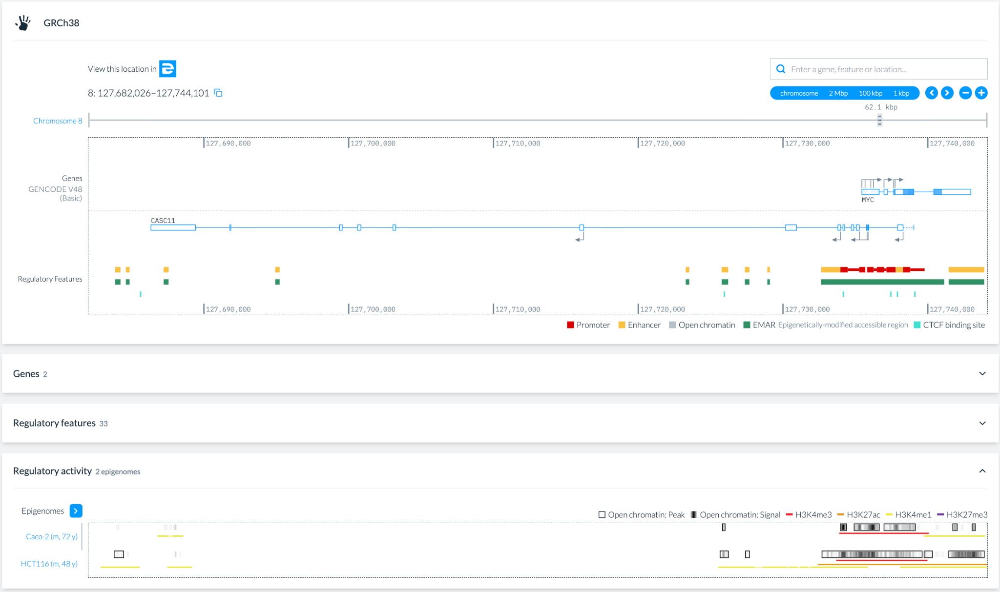 GRCh38
View this location in
Enter a gene, feature or location...
8: 127,682,026–127,744,101
chromosome 2 Mbp 100 kbp 1 kbp
62.1 kbp
Chromosome 8
127,690,000 127,700,000 127,710,000 127,720,000 127,730,000 127,740,000
Genes
GENCODE V48
(Basic)
MYC
CASC11
Regulatory Features
127,690,000 127,700,000 127,710,000 127,720,000 127,730,000 127,740,000
Promoter Enhancer Open chromatin EMAR Epigenetically-modified accessible region CTCF binding site
Genes 2
Regulatory features 33
Regulatory activity 2 epigenomes
Epigenomes
Open chromatin: Peak Open chromatin: Signal H3K4me3 H3K27ac H3K4me1 H3K27me3
Caco-2 (m, 72 y)
HCT116 (m, 48 y)